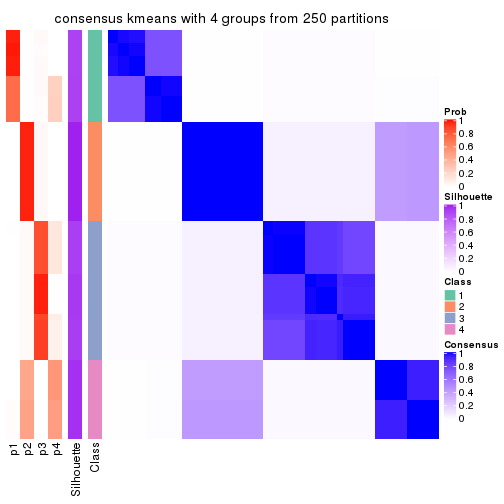 consensus kmeans with 4 groups from 250 partitions
Prob
1
0.8
0.6
0.4
0.2
0
Silhouette
1
0.8
0.6
0.4
0.2
0
Class
1
2
3
4
Consensus
1
0.8
0.6
0.4
0.2
0
p1
p2
p3
p4
Silhouette
Class